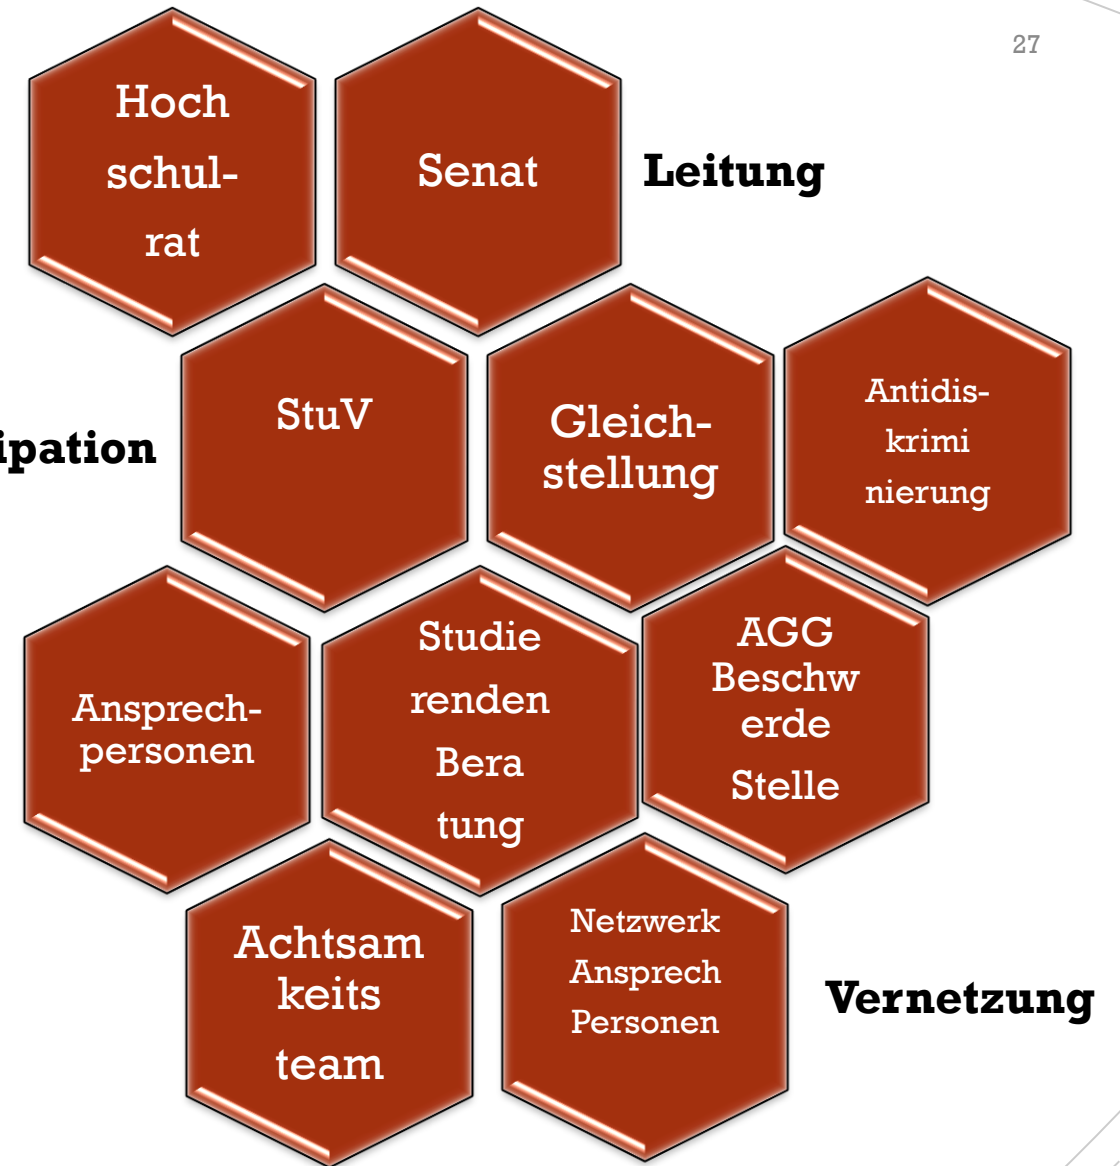 27
Hoch
schul-
rat
Senat
Leitung
ipation
StuV
Gleich-
stellung
Antidis-
krimi
nierung
Ansprech-
personen
Studie
renden
Bera
tung
AGG
Beschw
erde
Stelle
Achtsam
keits
team
Netzwerk
Ansprech
Personen
Vernetzung